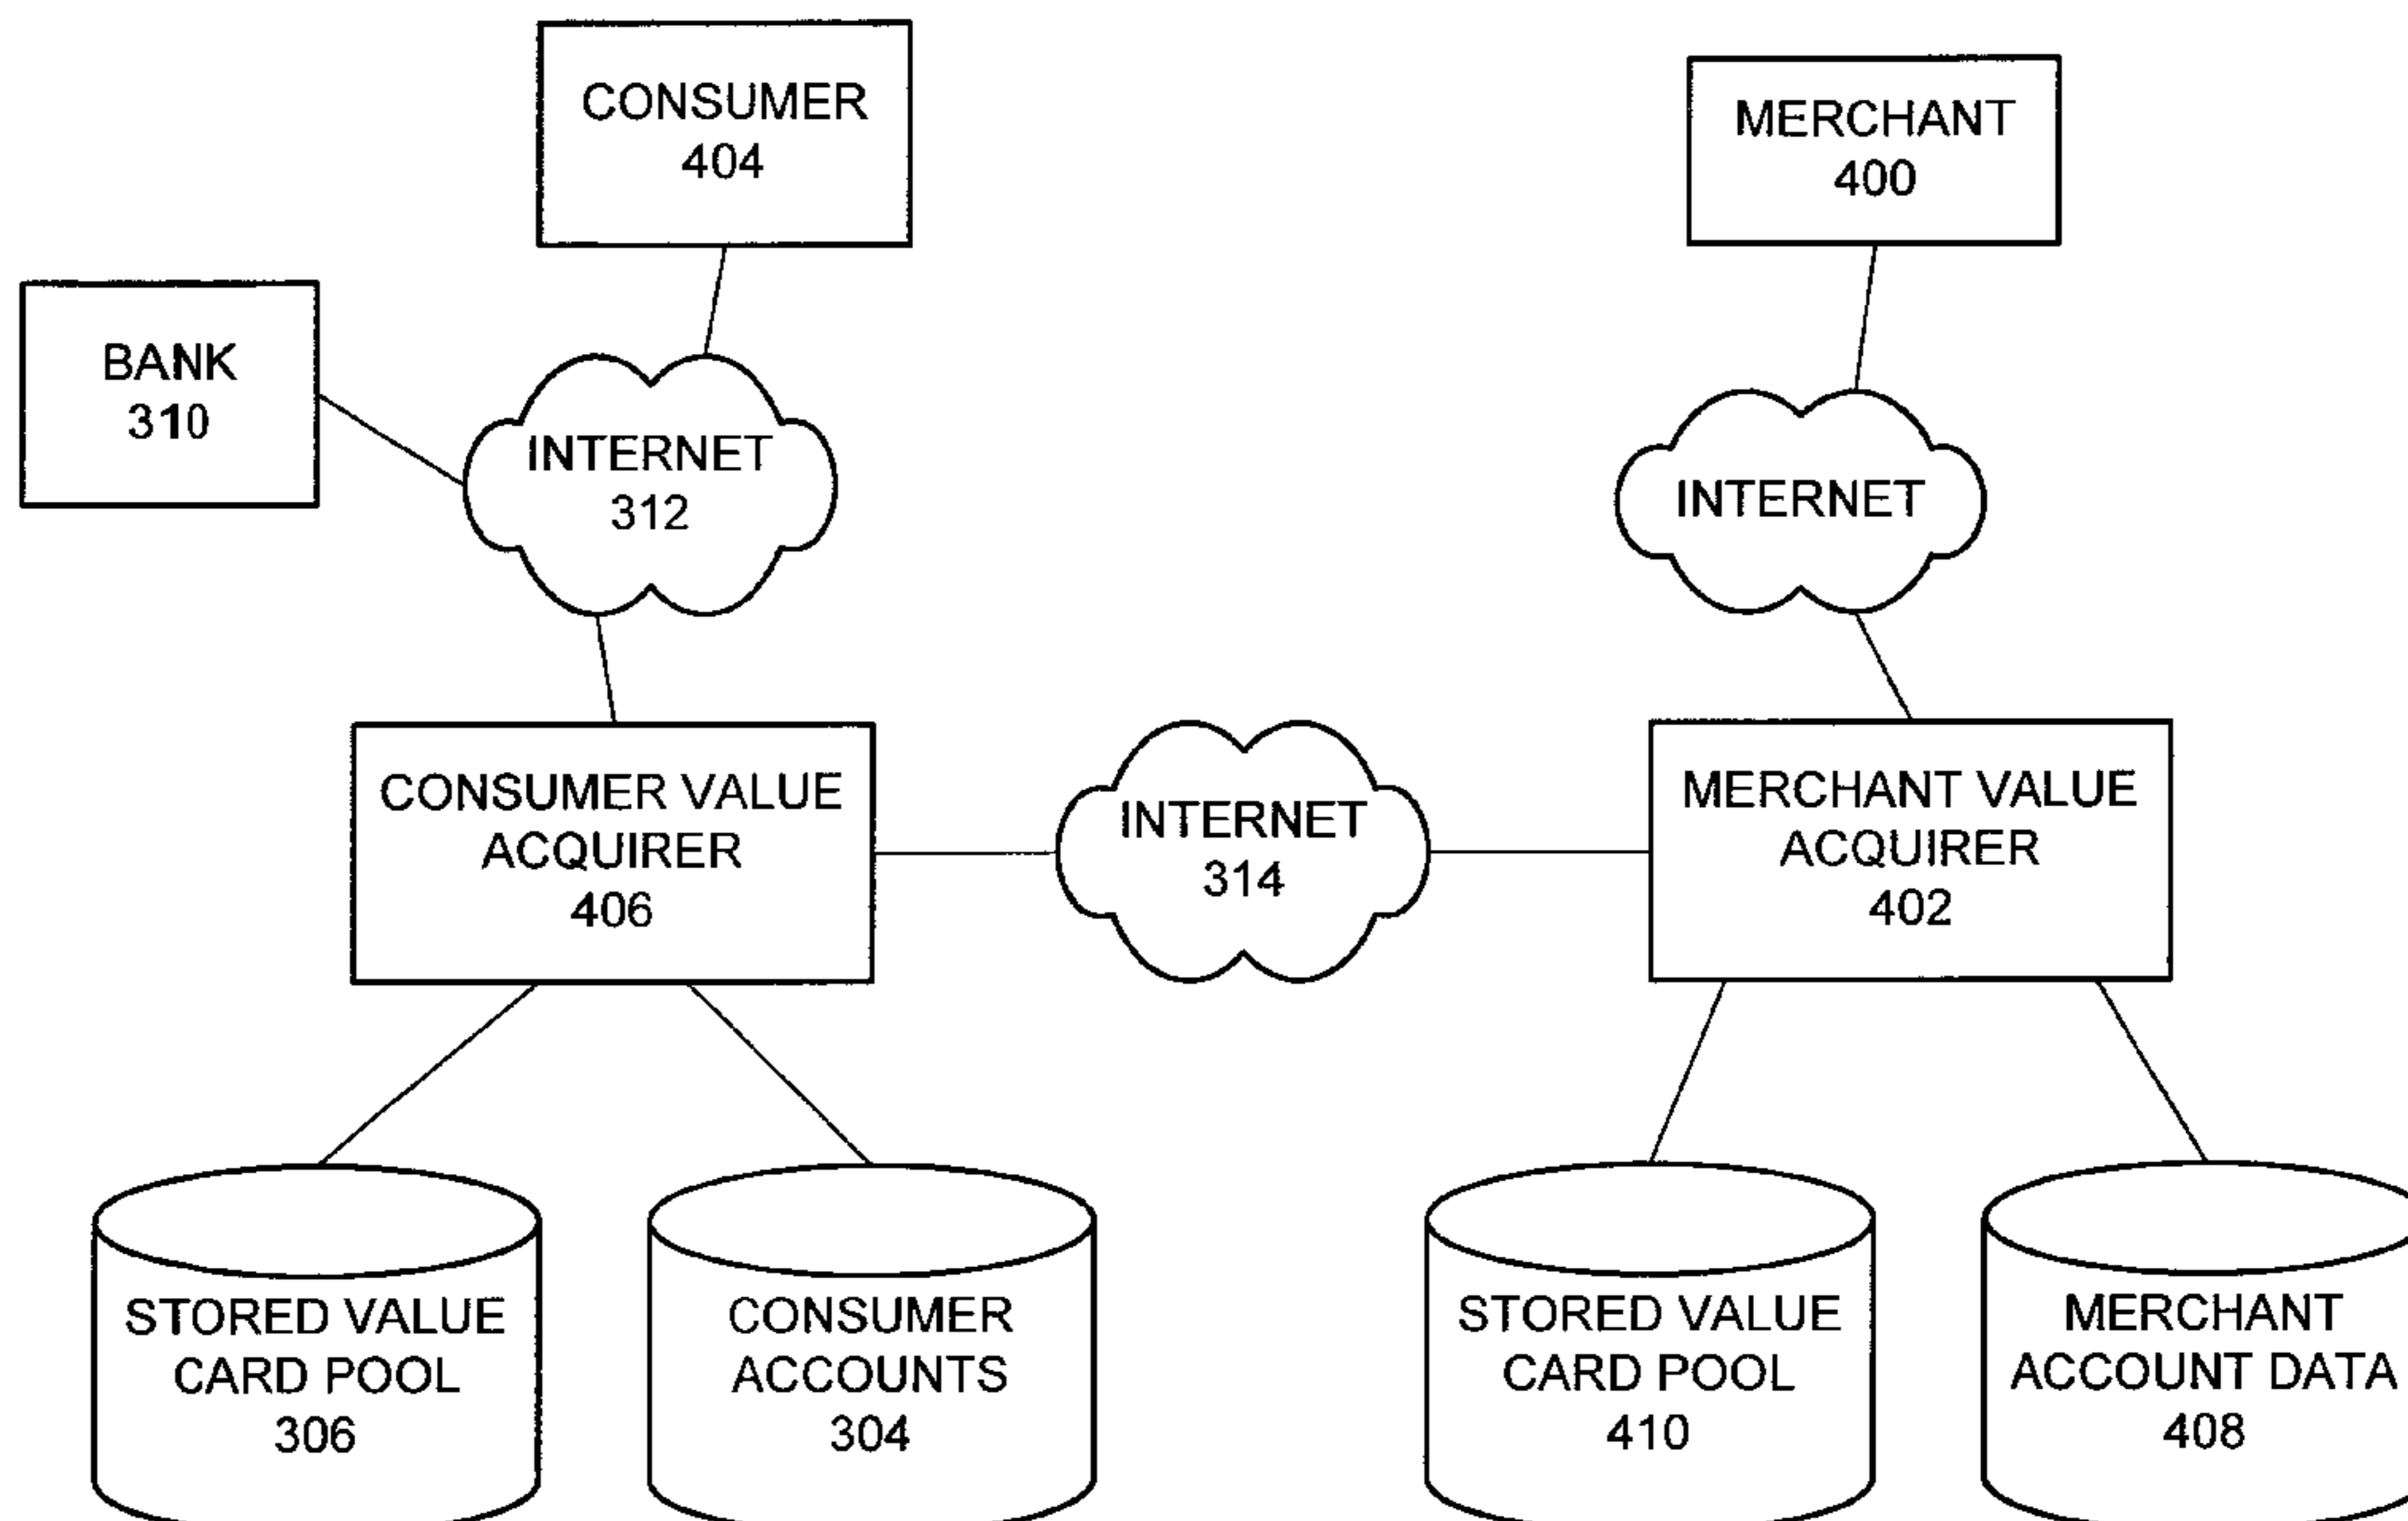 CONSUMER
404
MERCHANT
400
BANK
310
INTERNET
312
INTERNET
CONSUMER VALUE
ACQUIRER
406
INTERNET
314
MERCHANT VALUE
ACQUIRER
402
STORED VALUE
CARD POOL
306
CONSUMER
ACCOUNTS
304
STORED VALUE
CARD POOL
410
MERCHANT
ACCOUNT DATA
408